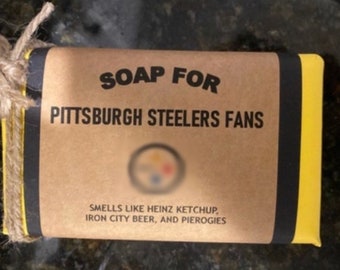 SOAP FOR
PITTSBURGH STEELERS FANS
SMELLS LIKE HEINZ KETCHUP,
IRON CITY BEER, AND PIEROGIES